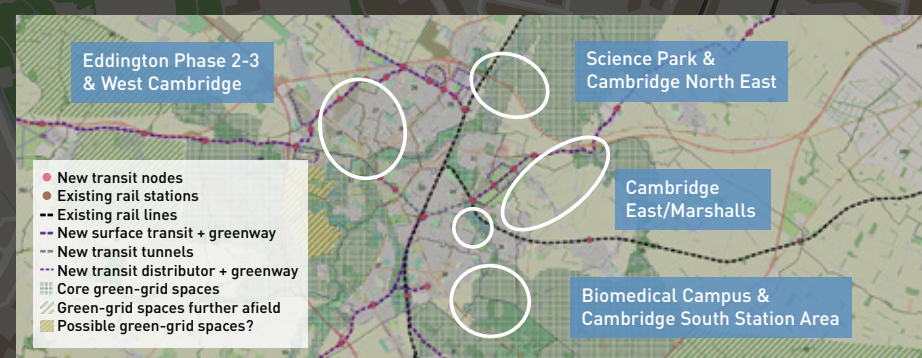 Eddington Phase 2-3
& West Cambridge
Science Park &
Cambridge North East
Cambridge
East/Marshalls
Biomedical Campus &
Cambridge South Station Area
New transit nodes
Existing rail stations
Existing rail lines
New surface transit + greenway
New transit tunnels
New transit distributor + greenway
Core green-grid spaces
Green-grid spaces further afield
Possible green-grid spaces?